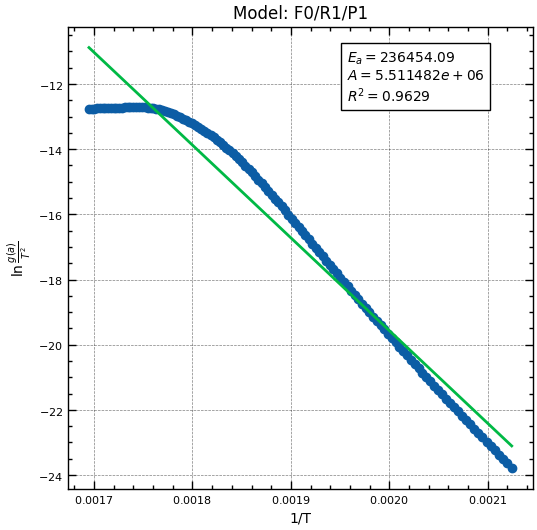 Model: F0/R1/P1
E_a = 236454.09
A = 5.511482e + 06
R^2 = 0.9629
−12
−14
−16
−18
−20
−22
−24
ln g(a)/T^2
0.0017 0.0018 0.0019 0.0020 0.0021
1/T